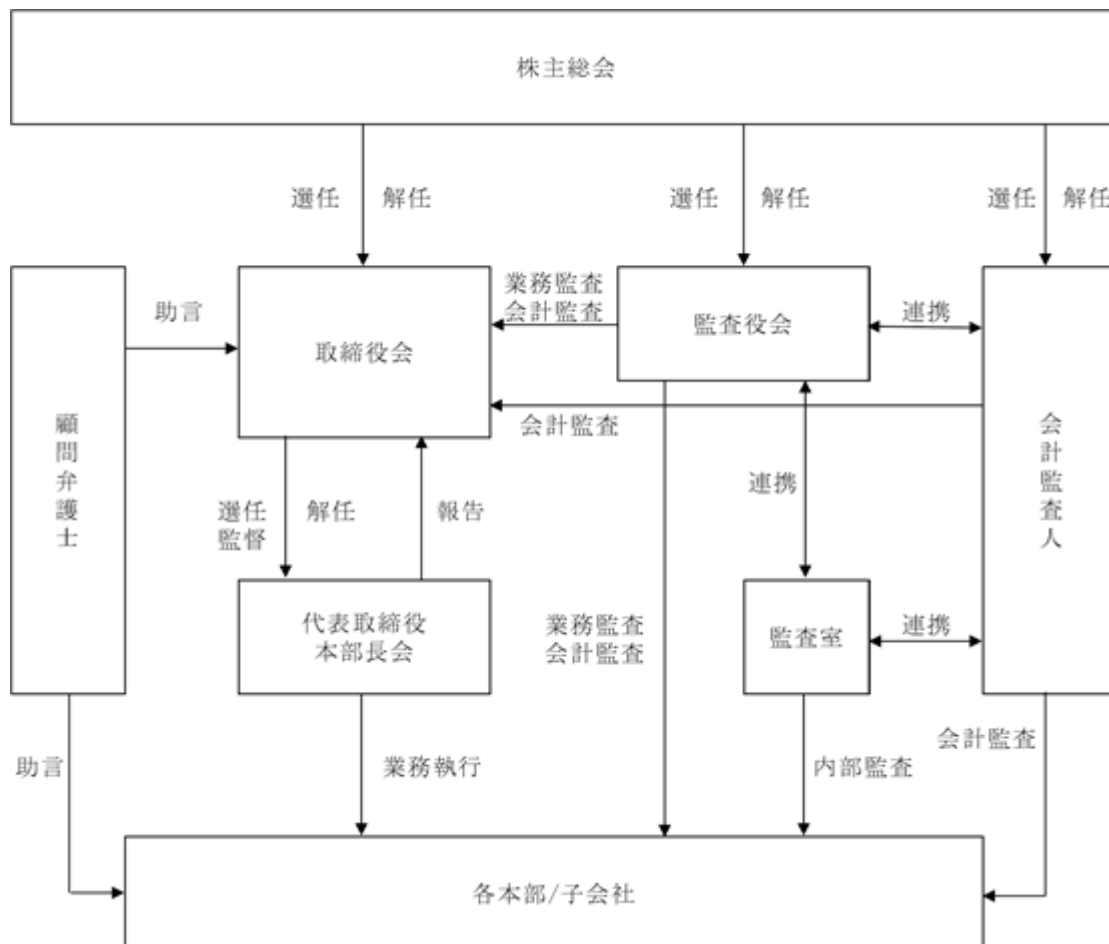 株主総会
選任 解任
選任 解任
選任 解任
顧問弁護士
助言
取締役会
業務監査
会計監査
監査役会
連携
会計監査人
会計監査
選任 解任
監督
報告
連携
代表取締役
本部長会
業務監査
会計監査
監査室
連携
助言
業務執行
内部監査
会計監査
各本部/子会社